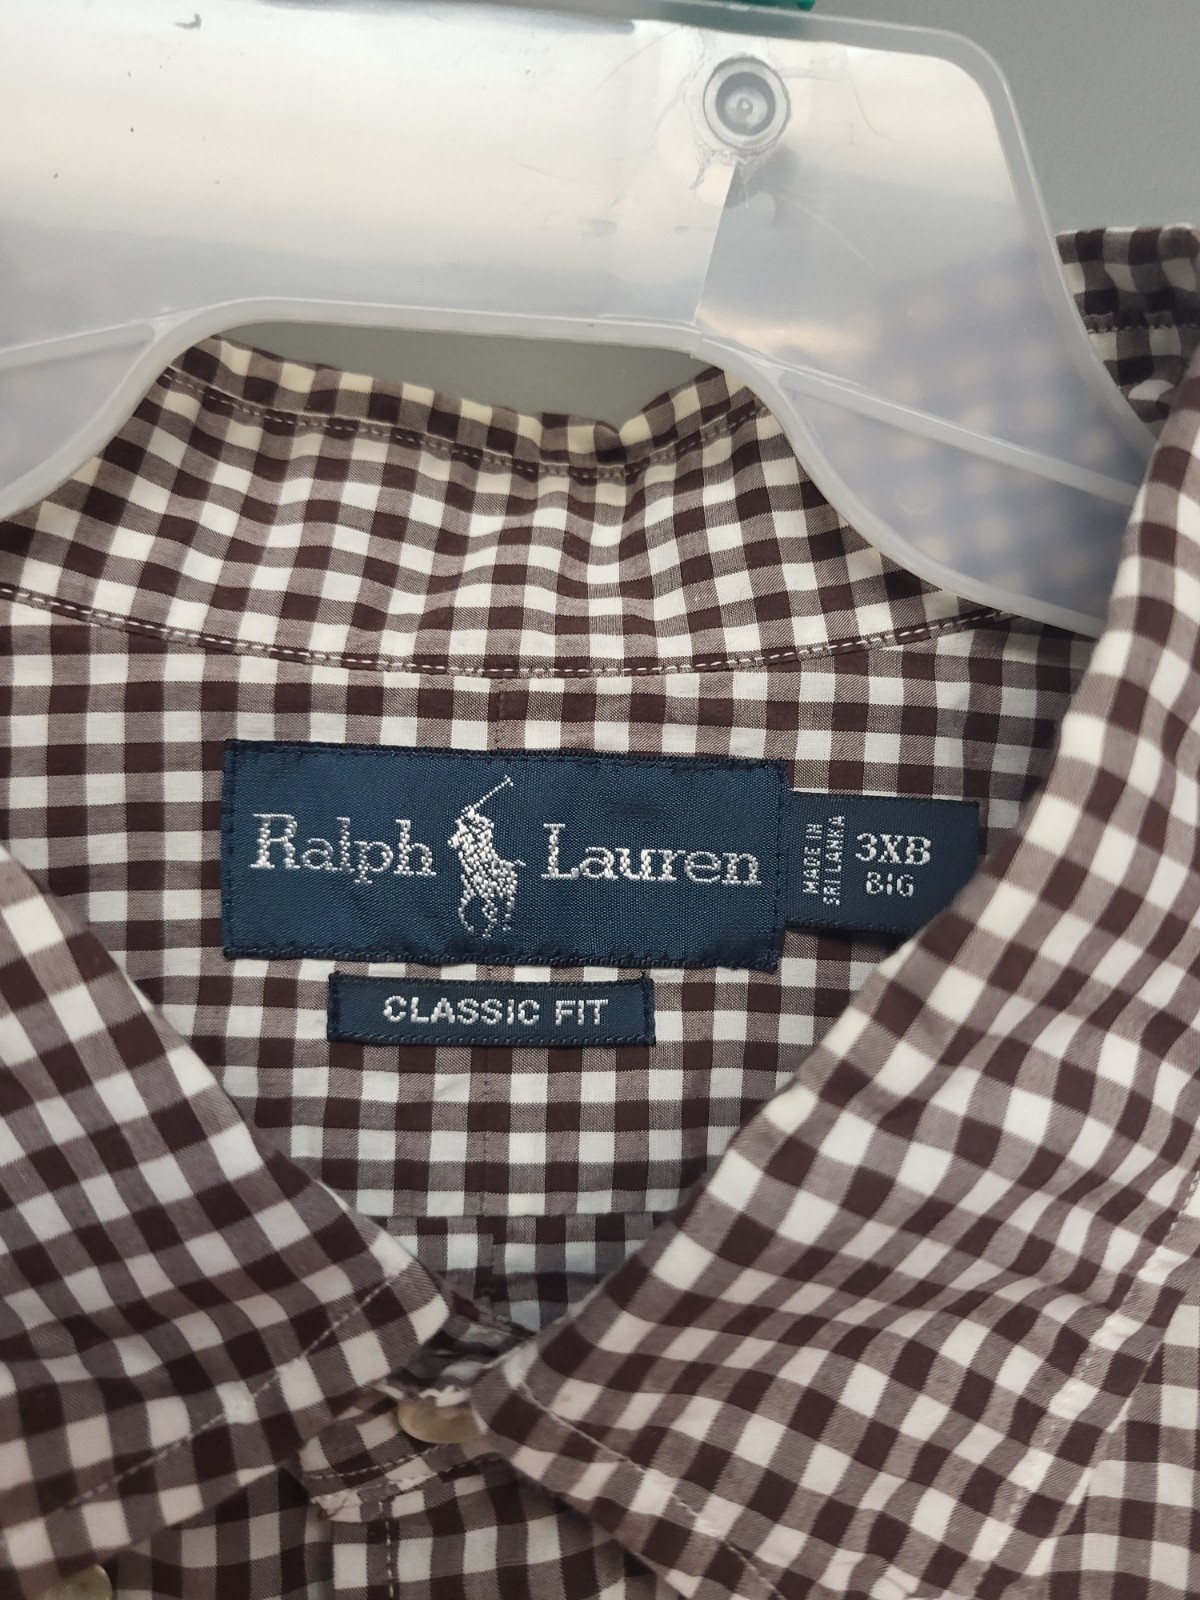 Ralph Lauren
MADE IN
SRI LANKA
3XB
BIG
CLASSIC FIT